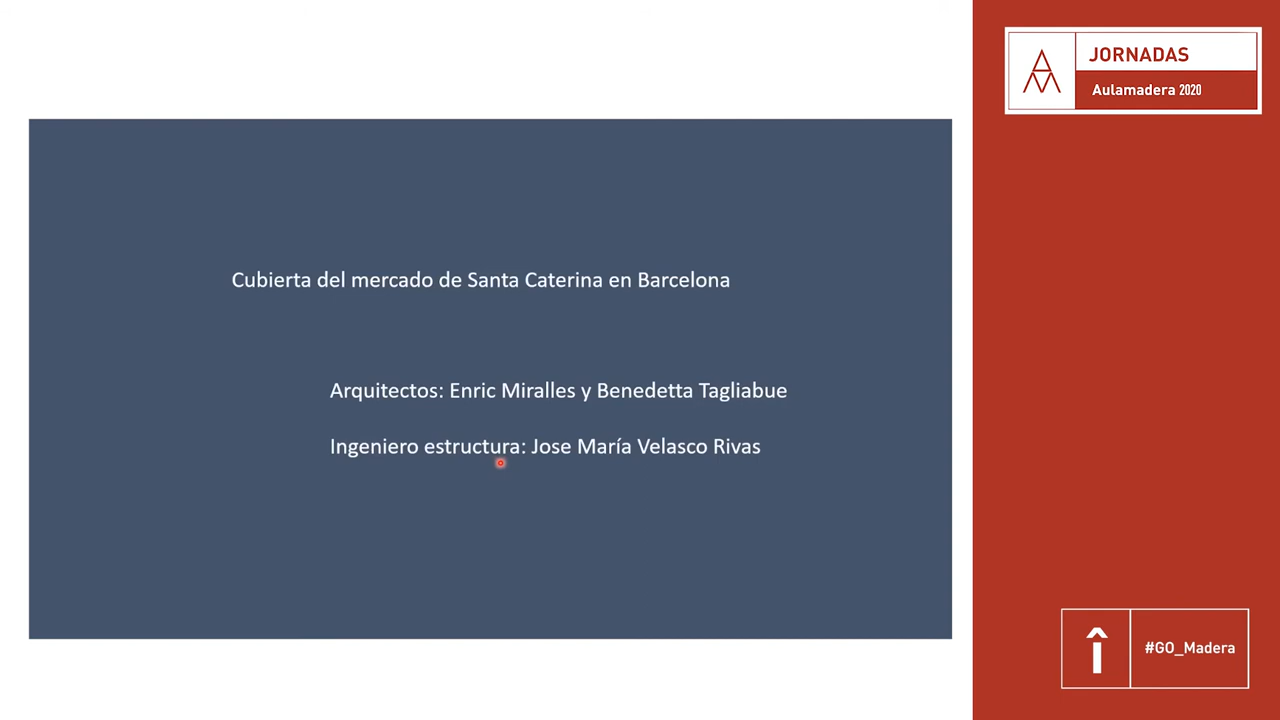 Cubierta del mercado de Santa Caterina en Barcelona
Arquitectos: Enric Miralles y Benedetta Tagliabue
Ingeniero estructura: Jose María Velasco Rivas
JORNADAS
Aulamadera 2020
#GO_Madera